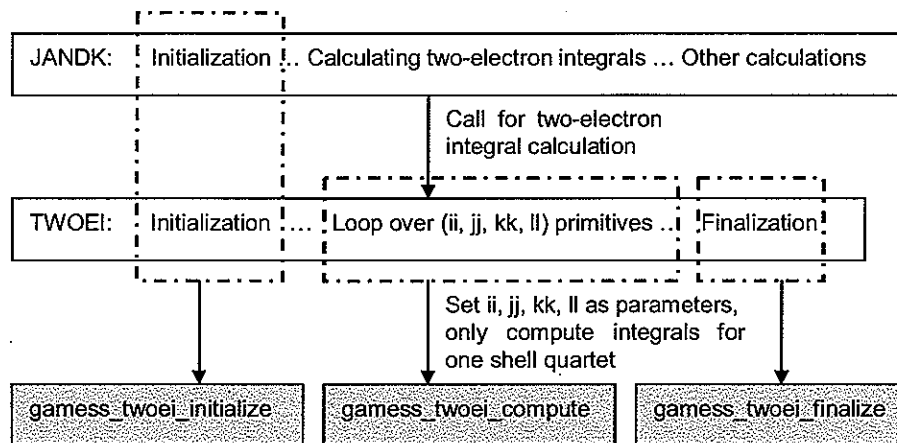 JANDK: Initialization ... Calculating two-electron integrals ... Other calculations
Call for two-electron
integral calculation
TWOEI: Initialization .... Loop over (ii, jj, kk, ll) primitives ... Finalization
Set ii, jj, kk, ll as parameters,
only compute integrals for
one shell quartet
gamess_twoei_initialize
gamess_twoei_compute
gamess_twoei_finalize